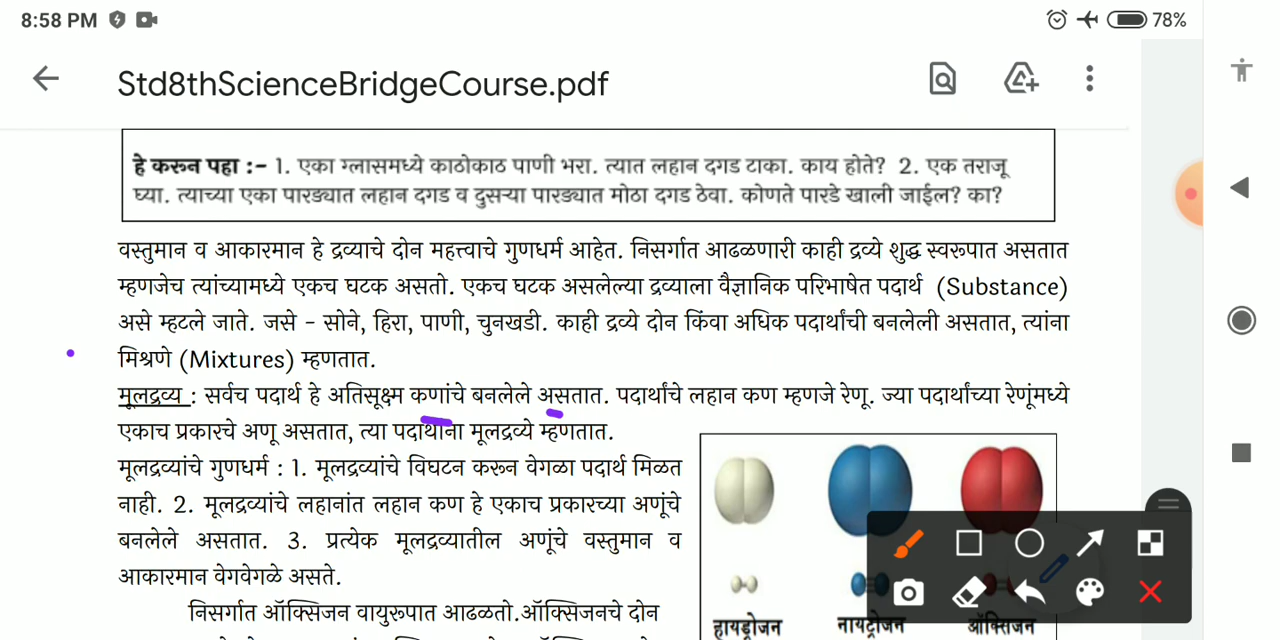 8:58 PM 78%
Std8thScienceBridgeCourse.pdf
हे करून पहा :- 1. एका ग्लासमध्ये काठोकाठ पाणी भरा. त्यात लहान दगड टाका. काय होते? 2. एक तराजू
घ्या. त्याच्या एका पारड्यात लहान दगड व दुसऱ्या पारड्यात मोठा दगड ठेवा. कोणते पारडे खाली जाईल? का?
वस्तुमान व आकारमान हे द्रव्याचे दोन महत्त्वाचे गुणधर्म आहेत. निसर्गात आढळणारी काही द्रव्ये शुद्ध स्वरूपात असतात
म्हणजेच त्यांच्यामध्ये एकच घटक असतो. एकच घटक असलेल्या द्रव्याला वैज्ञानिक परिभाषेत पदार्थ (Substance)
असे म्हटले जाते. जसे - सोने, हिरा, पाणी, चुनखडी. काही द्रव्ये दोन किंवा अधिक पदार्थांची बनलेली असतात, त्यांना
मिश्रणे (Mixtures) म्हणतात.
मूलद्रव्य : सर्वच पदार्थ हे अतिसूक्ष्म कणांचे बनलेले असतात. पदार्थांचे लहान कण म्हणजे रेणू. ज्या पदार्थांच्या रेणूंमध्ये
एकाच प्रकारचे अणू असतात, त्या पदार्थांना मूलद्रव्ये म्हणतात.
मूलद्रव्यांचे गुणधर्म : 1. मूलद्रव्यांचे विघटन करून वेगळा पदार्थ मिळत
नाही. 2. मूलद्रव्यांचे लहानांत लहान कण हे एकाच प्रकारच्या अणूंचे
बनलेले असतात. 3. प्रत्येक मूलद्रव्यातील अणूंचे वस्तुमान व
आकारमान वेगवेगळे असते.
निसर्गात ऑक्सिजन वायुरूपात आढळतो.ऑक्सिजनचे दोन
हायड्रोजन नायट्रोजन ऑक्सिजन